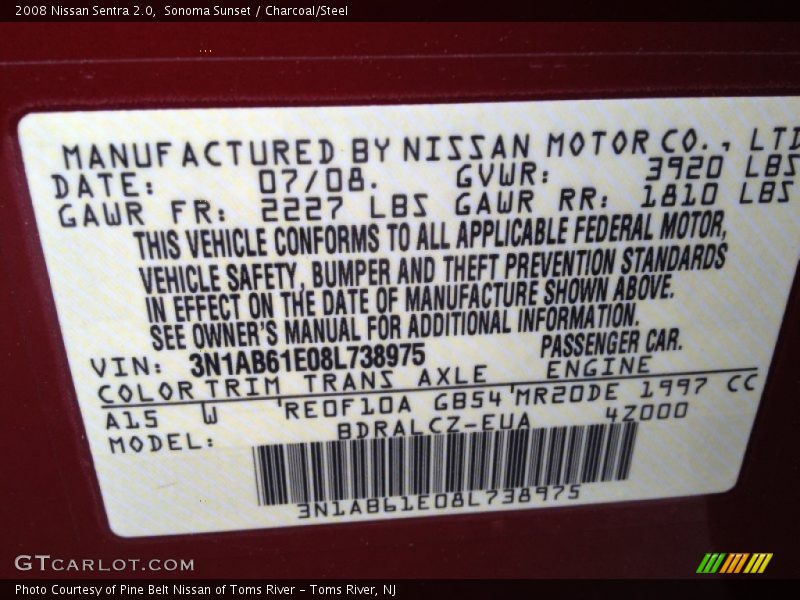 2008 Nissan Sentra 2.0,  Sonoma Sunset / Charcoal/Steel
MANUFACTURED BY NISSAN MOTOR CO., LTD
DATE: 07/08. GVWR: 3920 LBS
GAWR FR: 2227 LBS GAWR RR: 1810 LBS
THIS VEHICLE CONFORMS TO ALL APPLICABLE FEDERAL MOTOR,
VEHICLE SAFETY, BUMPER AND THEFT PREVENTION STANDARDS
IN EFFECT ON THE DATE OF MANUFACTURE SHOWN ABOVE.
SEE OWNER'S MANUAL FOR ADDITIONAL INFORMATION.
VIN: 3N1AB61E08L738975 PASSENGER CAR.
COLOR TRIM TRANS AXLE ENGINE
A15 W RE0F10A GB54 MR20DE 1997 CC
MODEL: BDRALCZ-EUA 4Z000
3N1AB61E08L738975
GTCARLOT.COM
Photo Courtesy of Pine Belt Nissan of Toms River – Toms River, NJ